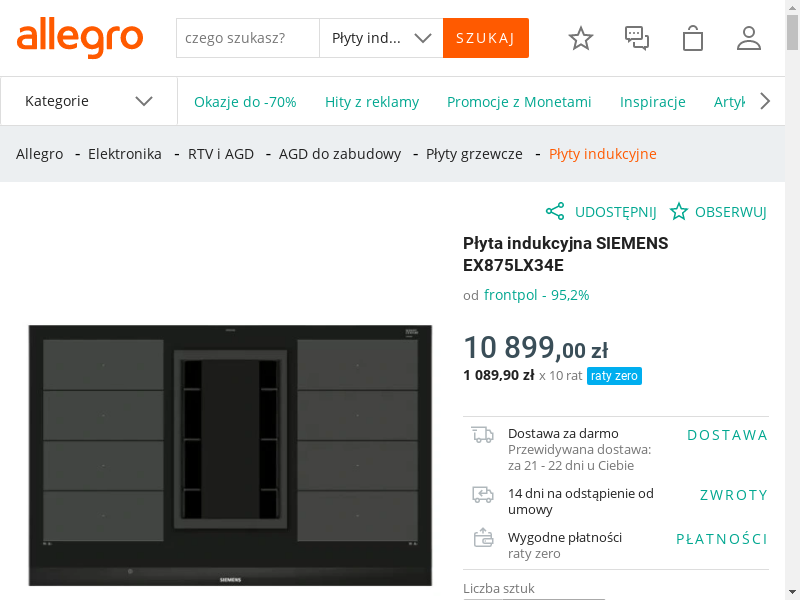 allegro
czego szukasz?
Płyty ind...
SZUKAJ
Kategorie
Okazje do -70%
Hity z reklamy
Promocje z Monetami
Inspiracje
Artyk
Allegro - Elektronika - RTV i AGD - AGD do zabudowy - Płyty grzewcze - Płyty indukcyjne
UDOSTĘPNIJ
OBSERWUJ
Płyta indukcyjna SIEMENS
EX875LX34E
od frontpol - 95,2%
10 899,00 zł
1 089,90 zł x 10 rat raty zero
Dostawa za darmo
Przewidywana dostawa:
za 21 - 22 dni u Ciebie
DOSTAWA
14 dni na odstąpienie od
umowy
ZWROTY
Wygodne płatności
raty zero
PŁATNOŚCI
Liczba sztuk
SIEMENS